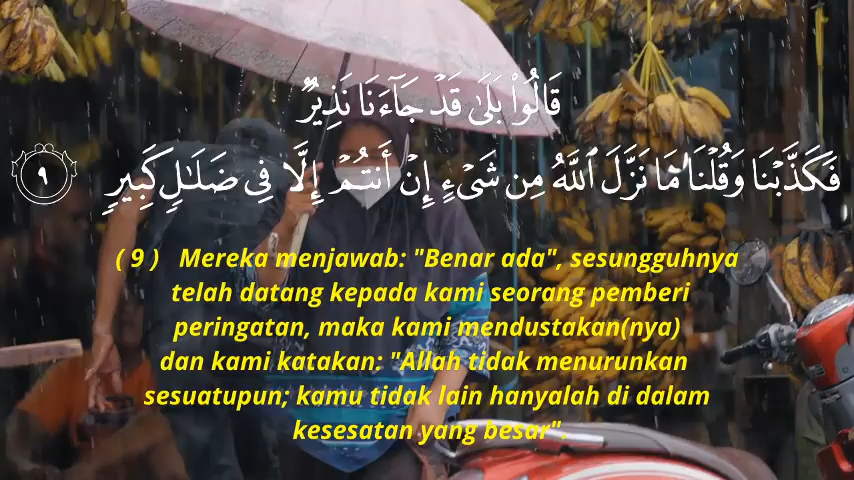 قَالُوا۟ بَلَىٰ قَدْ جَآءَنَا نَذِيرٌ
فَكَذَّبْنَا وَقُلْنَا مَا نَزَّلَ ٱللَّهُ مِن شَىْءٍ إِنْ أَنتُمْ إِلَّا فِى ضَلَـٰلٍ كَبِيرٍ ٩
( 9 ) Mereka menjawab: "Benar ada", sesungguhnya
telah datang kepada kami seorang pemberi
peringatan, maka kami mendustakan(nya)
dan kami katakan: "Allah tidak menurunkan
sesuatupun; kamu tidak lain hanyalah di dalam
kesesatan yang besar".